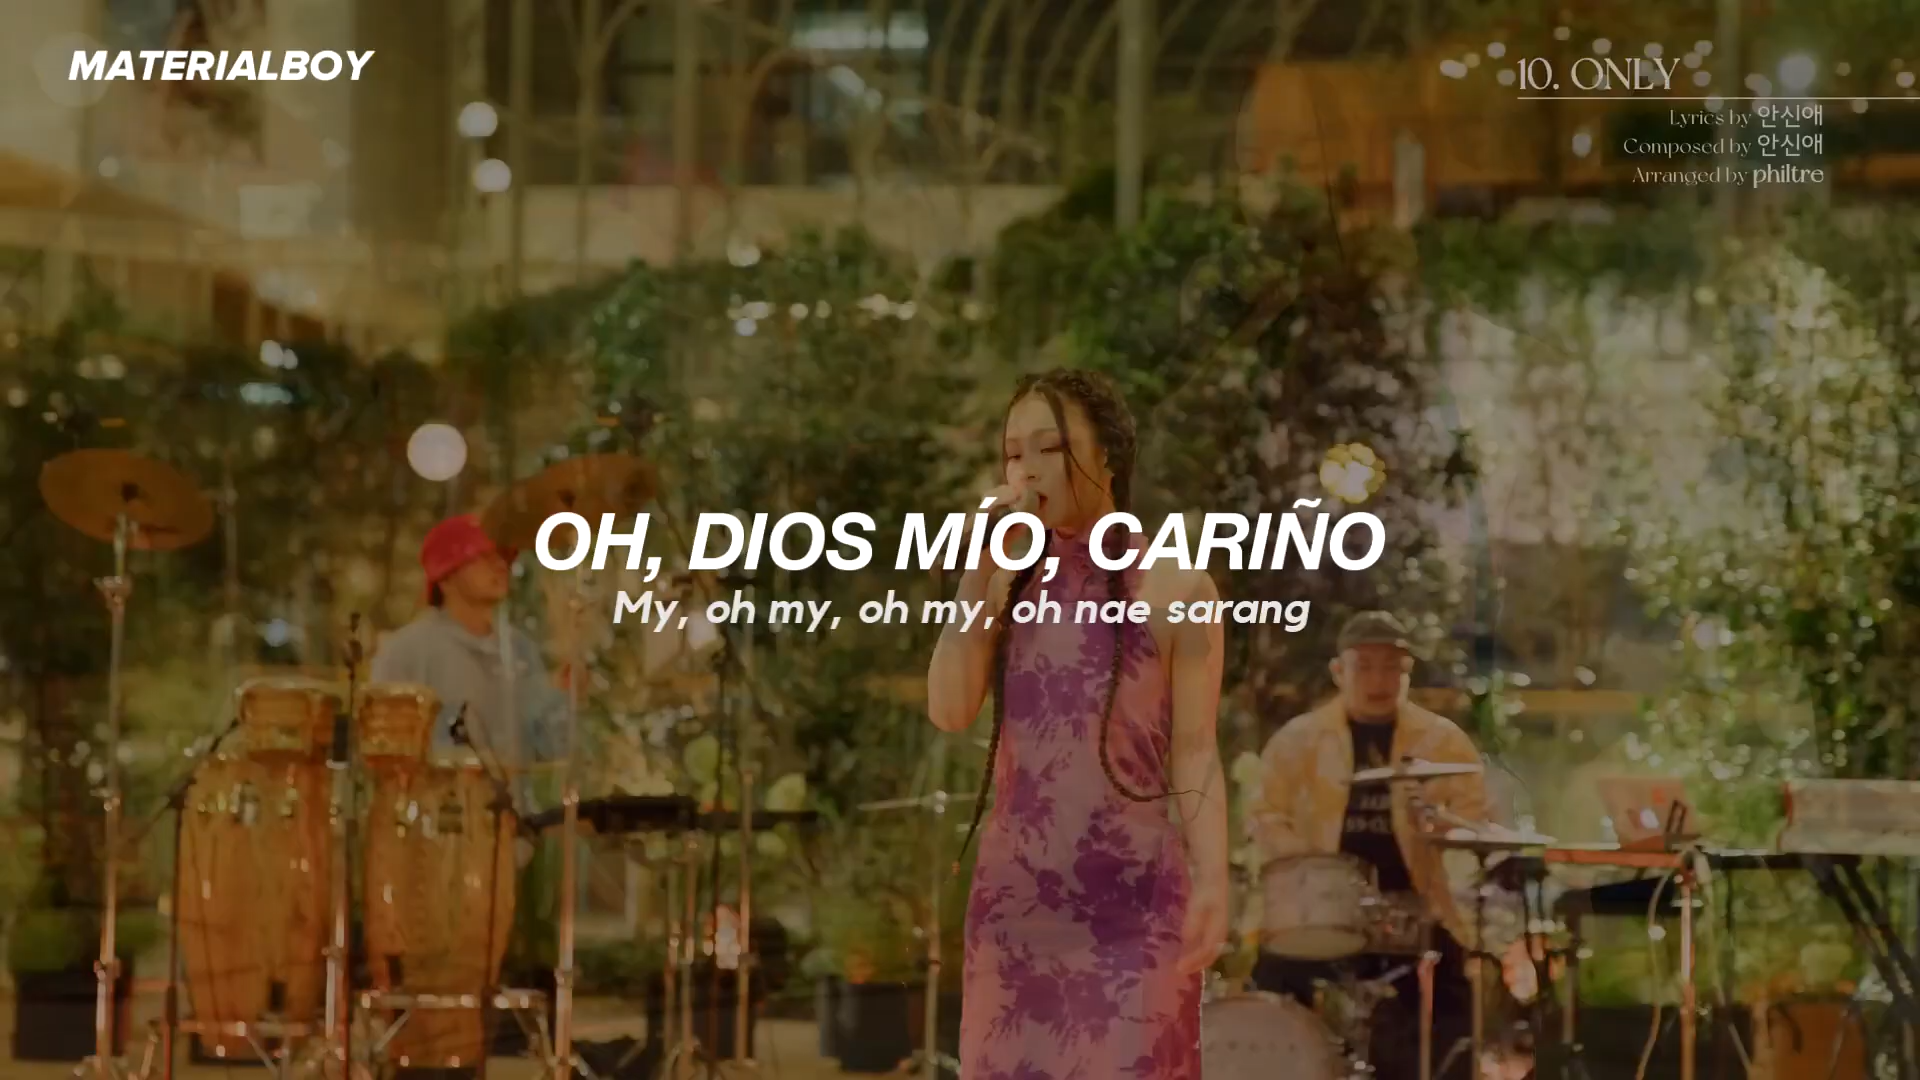 MATERIALBOY
10. ONLY
Lyrics by 안신애
Composed by 안신애
Arranged by philtre
OH, DIOS MÍO, CARIÑO
My, oh my, oh my, oh nae sarang